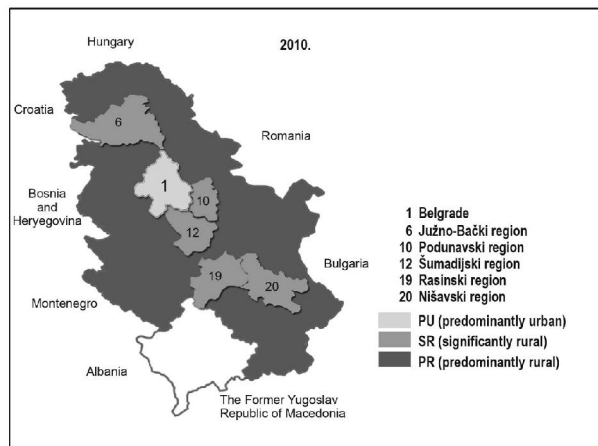 Hungary
2010.
Croatia
6
Romania
Bosnia
and
Heryegovina
1
10
12
1 Belgrade
6 Južno-Bački region
10 Podunavski region
12 Šumadijski region
19 Rasinski region
20 Nišavski region
Bulgaria
19
20
Montenegro
PU (predominantly urban)
SR (significantly rural)
PR (predominantly rural)
Albania
The Former Yugoslav
Republic of Macedonia